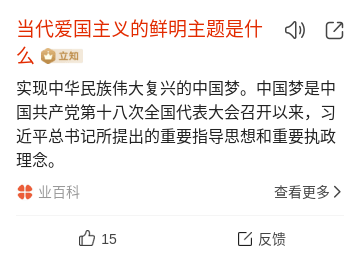 当代爱国主义的鲜明主题是什
么 立知
实现中华民族伟大复兴的中国梦。中国梦是中
国共产党第十八次全国代表大会召开以来，习
近平总书记所提出的重要指导思想和重要执政
理念。
业百科 查看更多
15 反馈